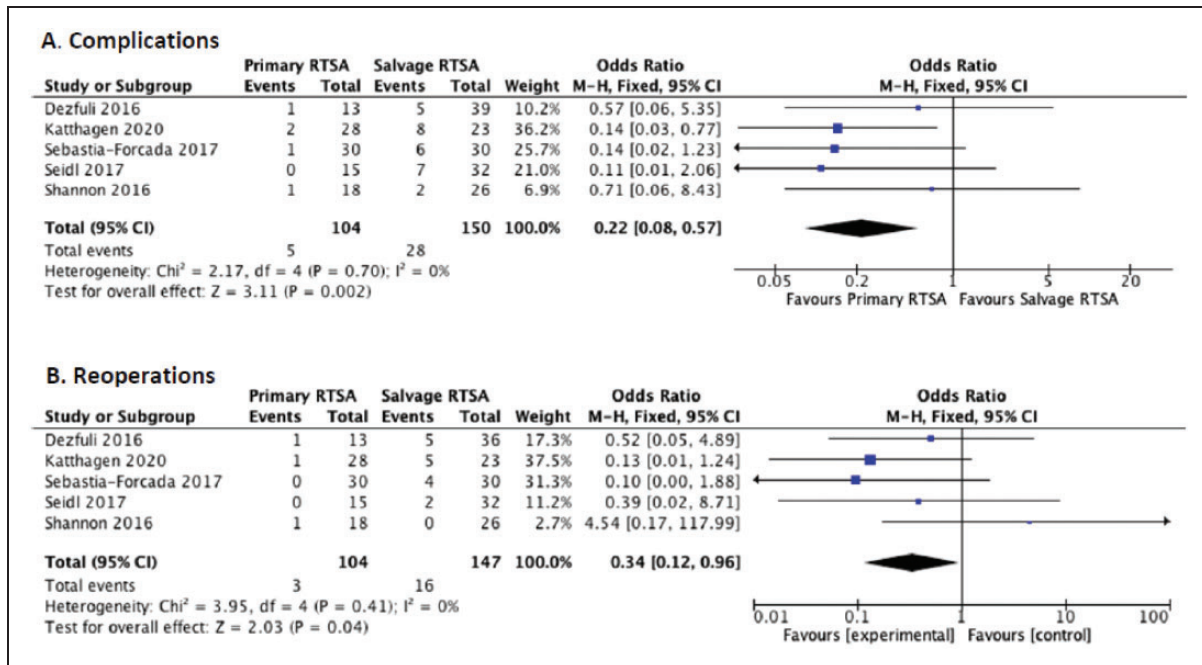 A. Complications
Primary RTSA Salvage RTSA Odds Ratio Odds Ratio
Study or Subgroup Events Total Events Total Weight M-H, Fixed, 95% CI M-H, Fixed, 95% CI
Dezfuli 2016 1 13 5 39 10.2% 0.57 [0.06, 5.35]
Katthagen 2020 2 28 8 23 36.2% 0.14 [0.03, 0.77]
Sebastia-Forcada 2017 1 30 6 30 25.7% 0.14 [0.02, 1.23]
Seidl 2017 0 15 7 32 21.0% 0.11 [0.01, 2.06]
Shannon 2016 1 18 2 26 6.9% 0.71 [0.06, 8.43]
Total (95% CI) 104 150 100.0% 0.22 [0.08, 0.57]
Total events 5 28
Heterogeneity: Chi² = 2.17, df = 4 (P = 0.70); I² = 0%
Test for overall effect: Z = 3.11 (P = 0.002)
0.05 0.2 1 5 20
Favours Primary RTSA Favours Salvage RTSA
B. Reoperations
Primary RTSA Salvage RTSA Odds Ratio Odds Ratio
Study or Subgroup Events Total Events Total Weight M-H, Fixed, 95% CI M-H, Fixed, 95% CI
Dezfuli 2016 1 13 5 36 17.3% 0.52 [0.05, 4.89]
Katthagen 2020 1 28 5 23 37.5% 0.13 [0.01, 1.24]
Sebastia-Forcada 2017 0 30 4 30 31.3% 0.10 [0.00, 1.88]
Seidl 2017 0 15 2 32 11.2% 0.39 [0.02, 8.71]
Shannon 2016 1 18 0 26 2.7% 4.54 [0.17, 117.99]
Total (95% CI) 104 147 100.0% 0.34 [0.12, 0.96]
Total events 3 16
Heterogeneity: Chi² = 3.95, df = 4 (P = 0.41); I² = 0%
Test for overall effect: Z = 2.03 (P = 0.04)
0.01 0.1 1 10 100
Favours [experimental] Favours [control]